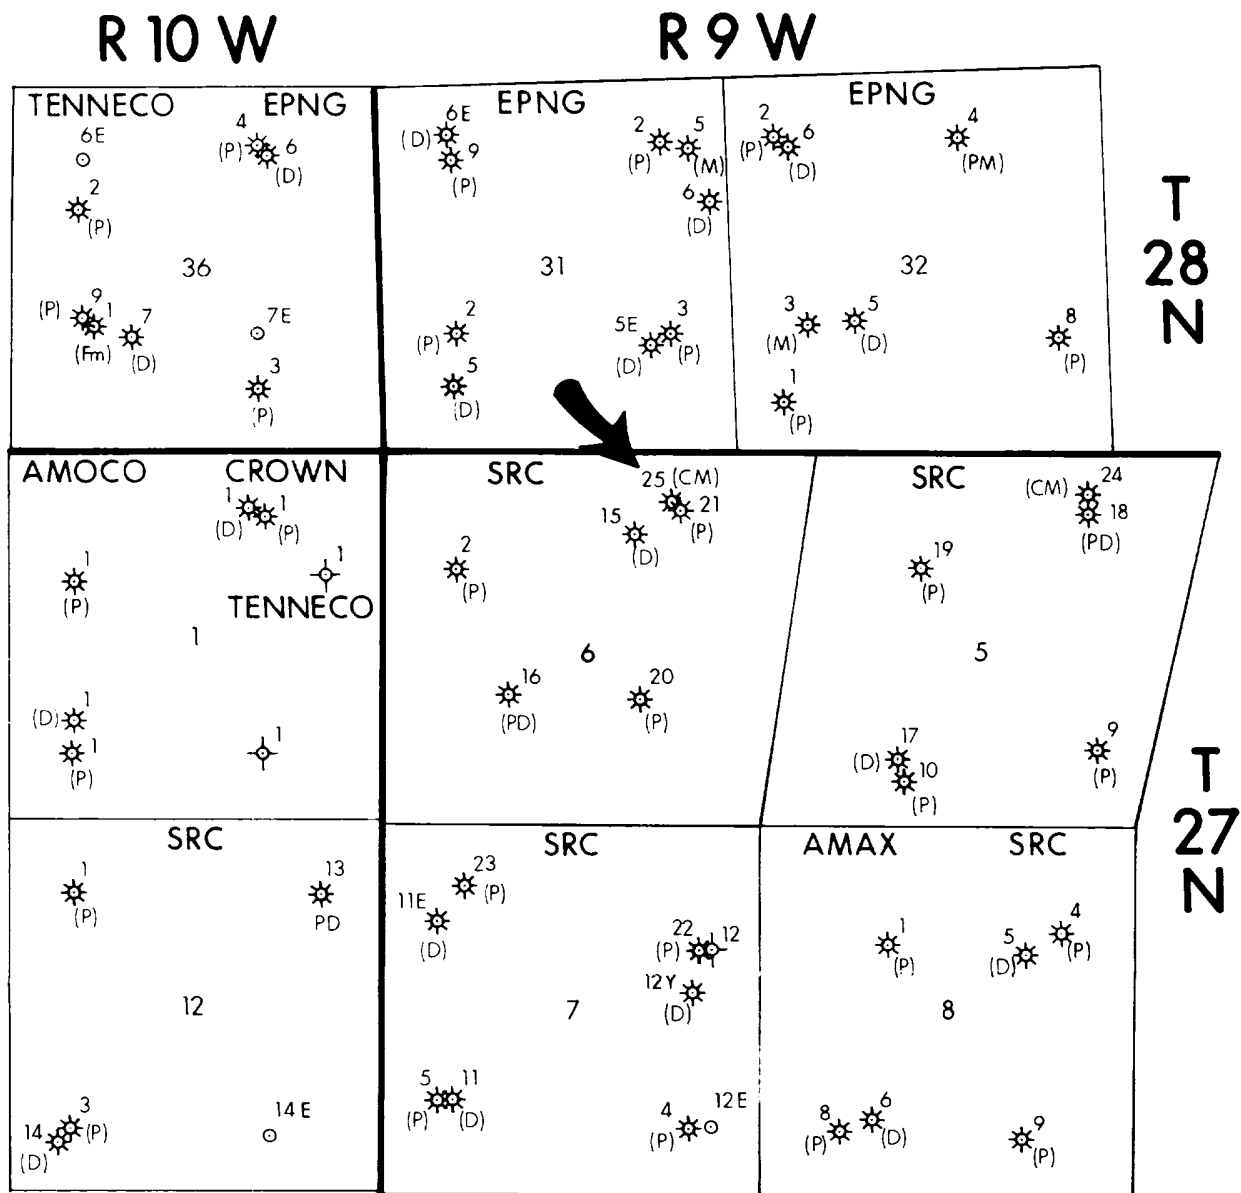 R 10 W
R 9 W
TENNECO
EPNG
6E
4
(P)
6
(D)
2
(P)
36
(P)
9
1
(Fm)
7
(D)
7E
3
(P)
EPNG
6E
(D)
9
(P)
2
(P)
5
(M)
6
(D)
31
2
(P)
5
(D)
5E
(D)
3
(P)
EPNG
2
(P)
6
(D)
4
(PM)
32
3
(M)
5
(D)
8
(P)
1
(P)
T
28
N
AMOCO
CROWN
1
(D)
1
(P)
1
(P)
1
TENNECO
1
(D)
1
1
(P)
1
SRC
25 (CM)
21
(P)
15
(D)
2
(P)
6
16
(PD)
20
(P)
SRC
(CM)
24
18
(PD)
19
(P)
5
17
(D)
10
(P)
9
(P)
T
27
N
SRC
1
(P)
13
PD
12
3
(P)
14
(D)
14 E
SRC
23
(P)
11E
(D)
22
(P)
12
12Y
(D)
7
5
(P)
11
(D)
4
(P)
12E
AMAX
SRC
1
(P)
5
(D)
4
(P)
8
8
(P)
6
(D)
9
(P)